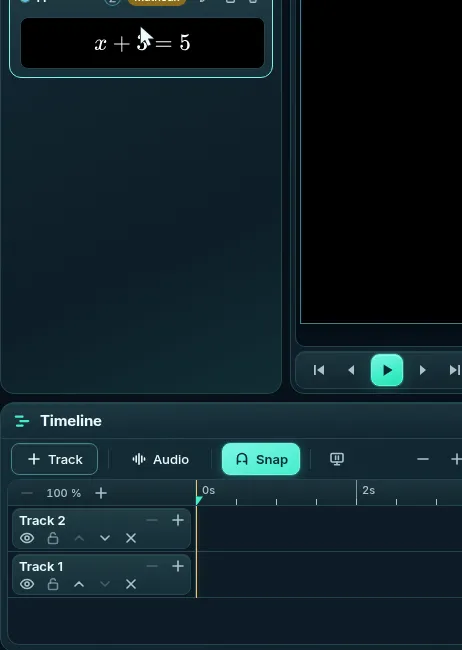 x + 3 = 5
Timeline
Track
Audio
Snap
100 %
0s
2s
Track 2
Track 1